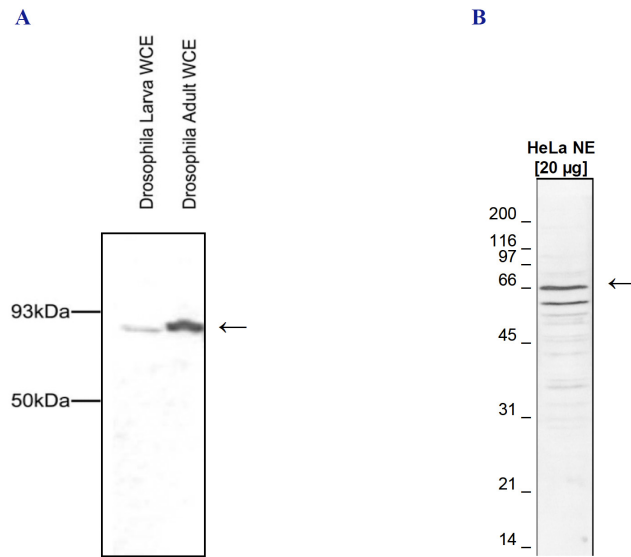 A
Drosophila Larva WCE
Drosophila Adult WCE
93kDa
50kDa
B
HeLa NE
[20 µg]
200
116
97
66
45
31
21
14